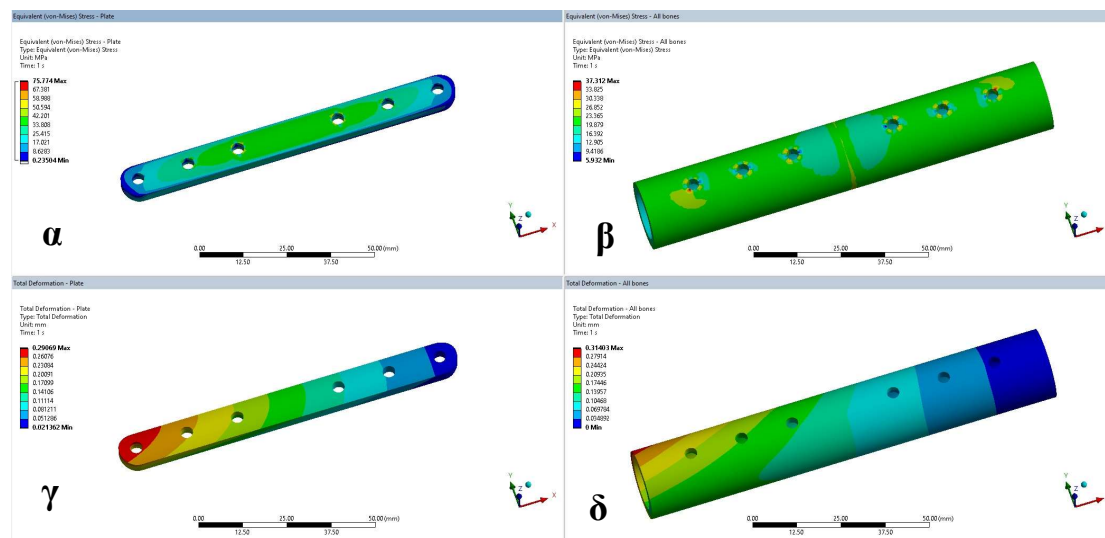 Equivalent (von-Mises) Stress - Plate
Equivalent (von-Mises) Stress - Plate
Type: Equivalent (von-Mises) Stress
Unit: MPa
Time: 1 s
75.774 Max
67.381
58.988
50.594
42.201
33.808
25.415
17.021
8.6283
0.23504 Min
α
Y
Z
X
0.00
25.00
50.00 (mm)
12.50
37.50
Equivalent (von-Mises) Stress - All bones
Equivalent (von-Mises) Stress - All bones
Type: Equivalent (von-Mises) Stress
Unit: MPa
Time: 1 s
37.312 Max
33.825
30.338
26.852
23.365
19.879
16.392
12.905
9.4186
5.932 Min
β
Y
Z
X
0.00
25.00
50.00 (mm)
12.50
37.50
Total Deformation - Plate
Total Deformation - Plate
Type: Total Deformation
Unit: mm
Time: 1 s
0.29069 Max
0.26076
0.23084
0.20091
0.17099
0.14106
0.11114
0.081211
0.051286
0.021362 Min
γ
Y
Z
X
0.00
25.00
50.00 (mm)
12.50
37.50
Total Deformation - All bones
Total Deformation - All bones
Type: Total Deformation
Unit: mm
Time: 1 s
0.31403 Max
0.27914
0.24424
0.20935
0.17446
0.13957
0.10468
0.069784
0.034892
0 Min
δ
Y
Z
X
0.00
25.00
50.00 (mm)
12.50
37.50